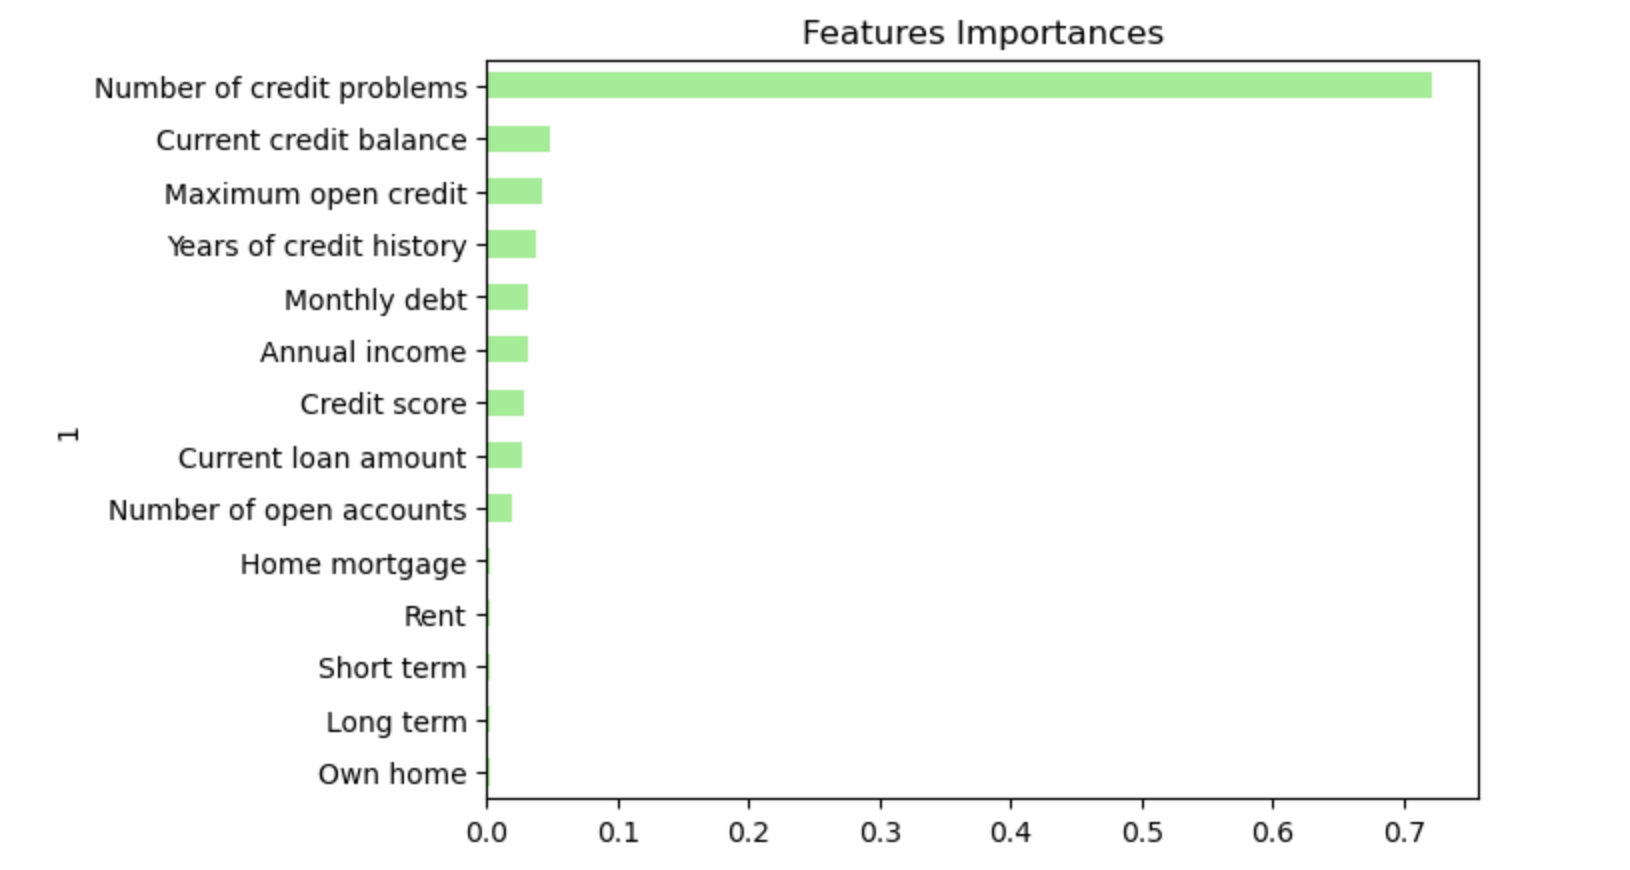 Features Importances
Number of credit problems
Current credit balance
Maximum open credit
Years of credit history
Monthly debt
Annual income
Credit score
Current loan amount
Number of open accounts
Home mortgage
Rent
Short term
Long term
Own home
1
0.0 0.1 0.2 0.3 0.4 0.5 0.6 0.7